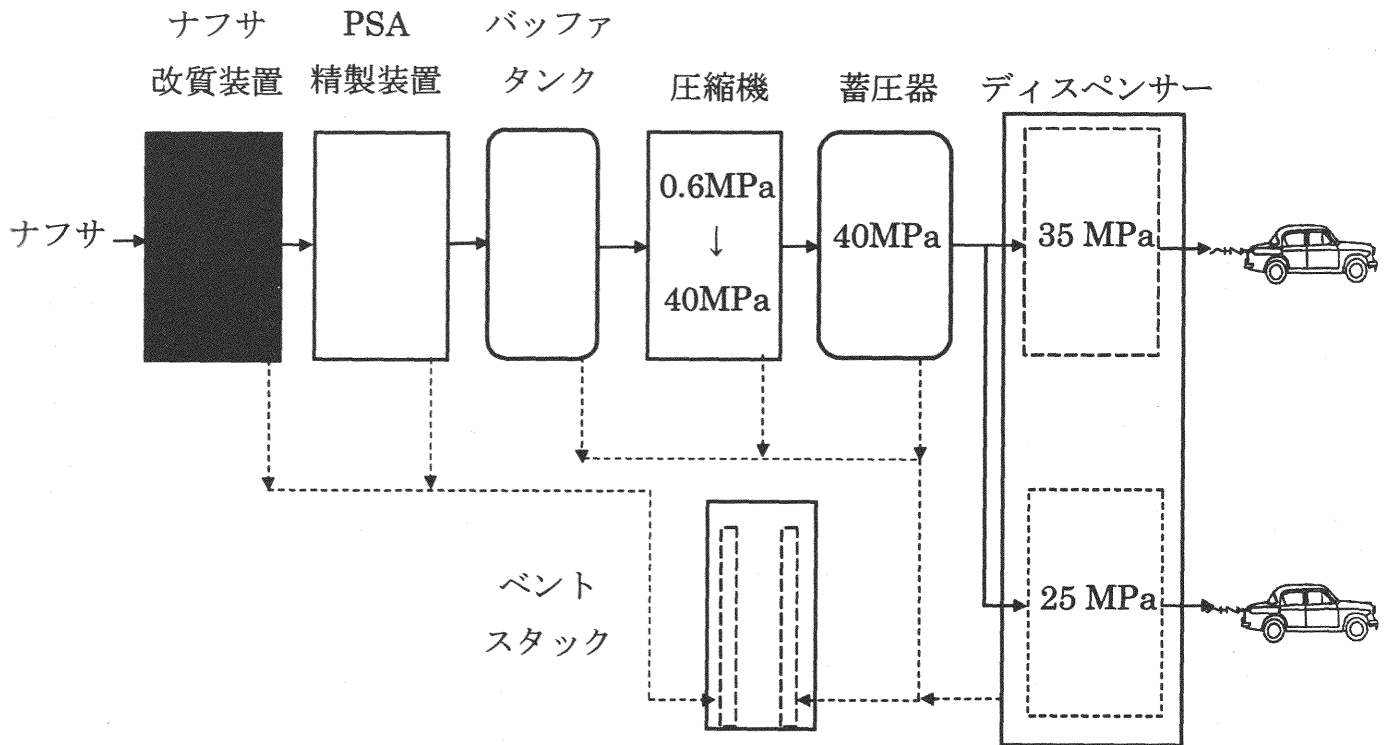 ナフサ
改質装置
PSA
精製装置
バッファ
タンク
圧縮機
蓄圧器
ディスペンサー
ナフサ
0.6MPa
↓
40MPa
40MPa
35 MPa
25 MPa
ベント
スタック